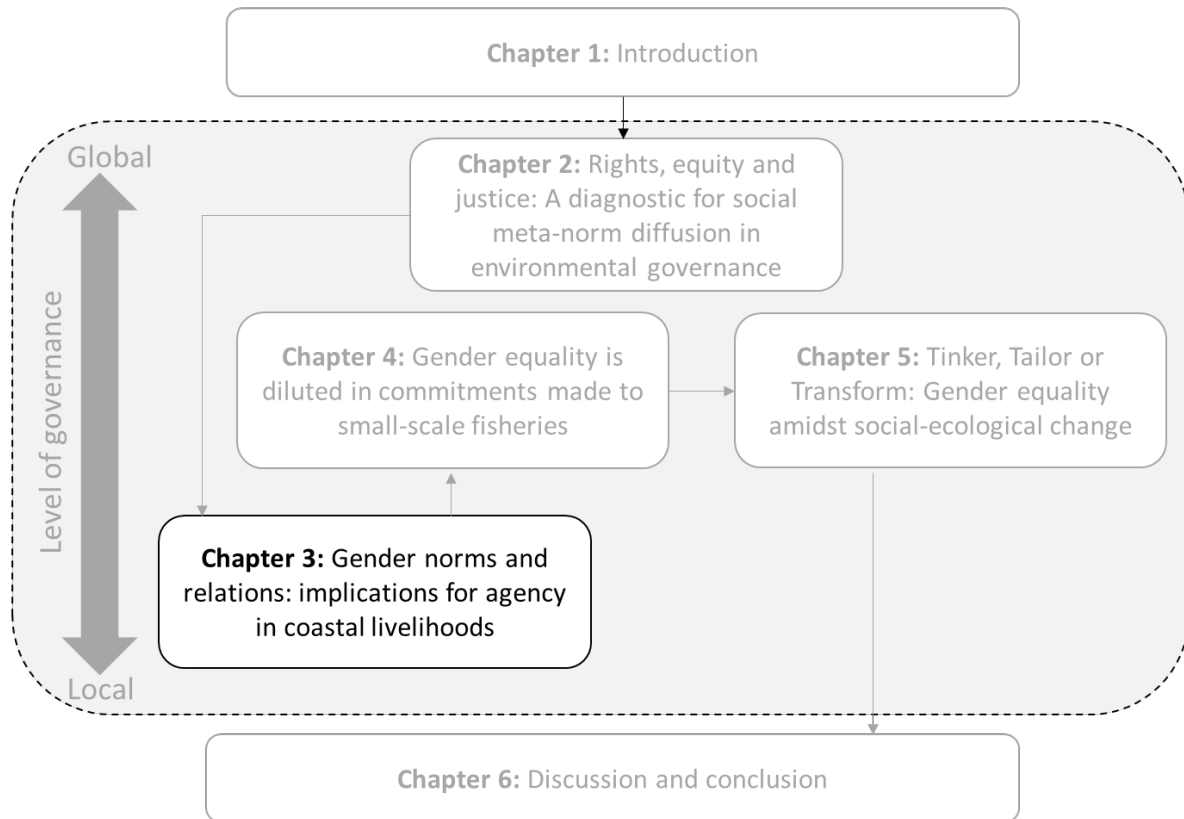 Chapter 1: Introduction
Global
Chapter 2: Rights, equity and
justice: A diagnostic for social
meta-norm diffusion in
environmental governance
Level of governance
Chapter 4: Gender equality is
diluted in commitments made to
small-scale fisheries
Chapter 5: Tinker, Tailor or
Transform: Gender equality
amidst social-ecological change
Chapter 3: Gender norms and
relations: implications for agency
in coastal livelihoods
Local
Chapter 6: Discussion and conclusion